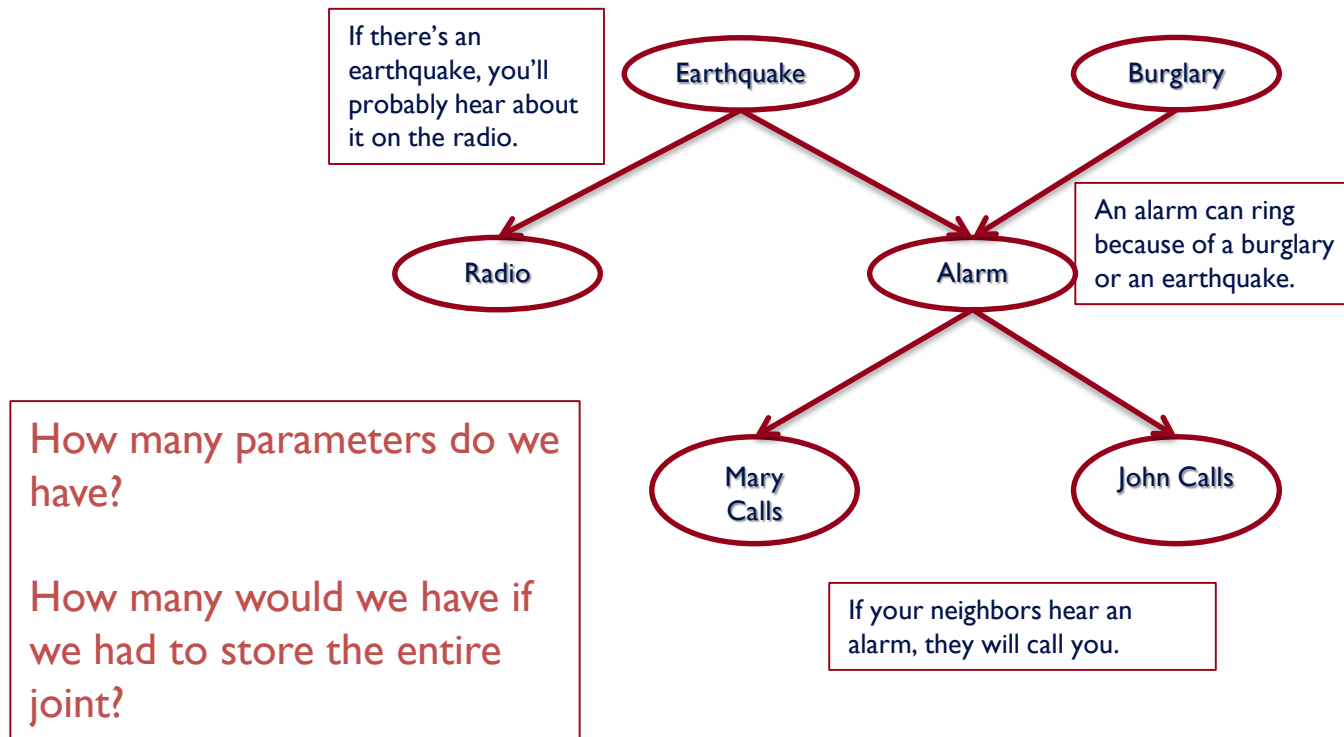 If there’s an
earthquake, you’ll
probably hear about
it on the radio.
Earthquake
Burglary
Radio
Alarm
An alarm can ring
because of a burglary
or an earthquake.
Mary
Calls
John Calls
If your neighbors hear an
alarm, they will call you.
How many parameters do we
have?
How many would we have if
we had to store the entire
joint?